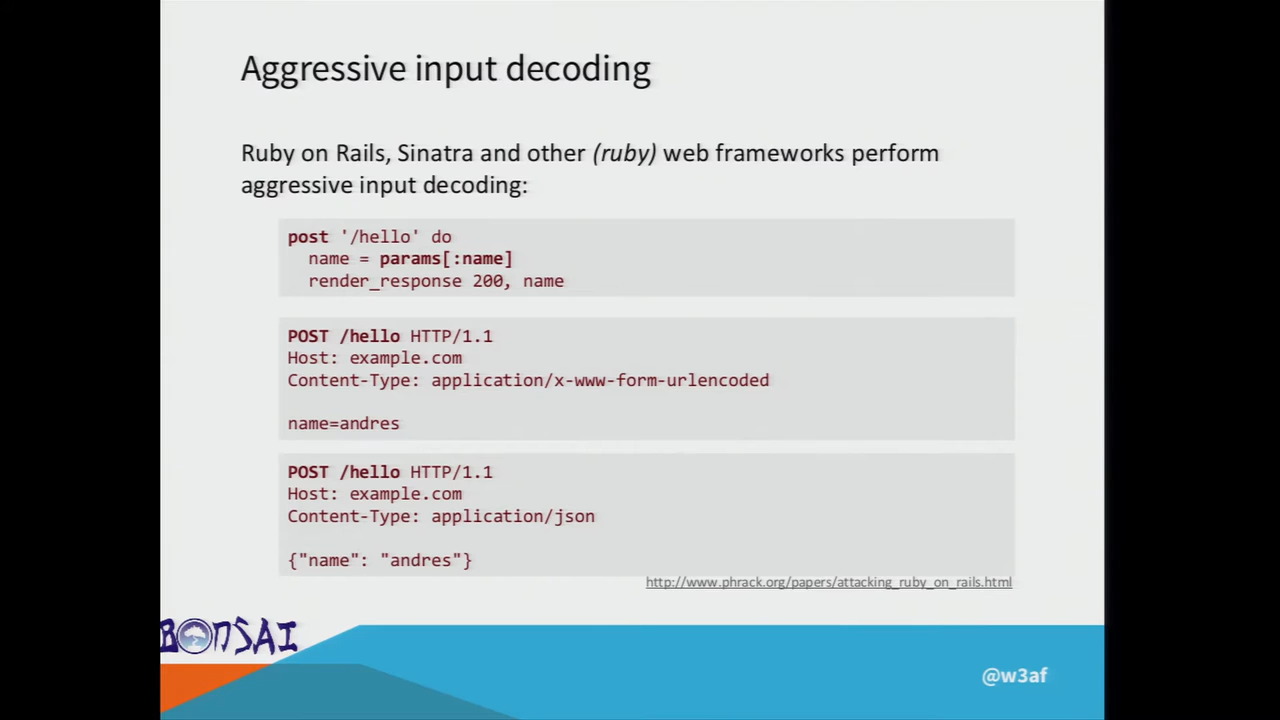 Aggressive input decoding
Ruby on Rails, Sinatra and other (ruby) web frameworks perform
aggressive input decoding:
post '/hello' do
  name = params[:name]
  render_response 200, name
POST /hello HTTP/1.1
Host: example.com
Content-Type: application/x-www-form-urlencoded

name=andres
POST /hello HTTP/1.1
Host: example.com
Content-Type: application/json

{"name": "andres"}
http://www.phrack.org/papers/attacking_ruby_on_rails.html
BONSAI
@w3af